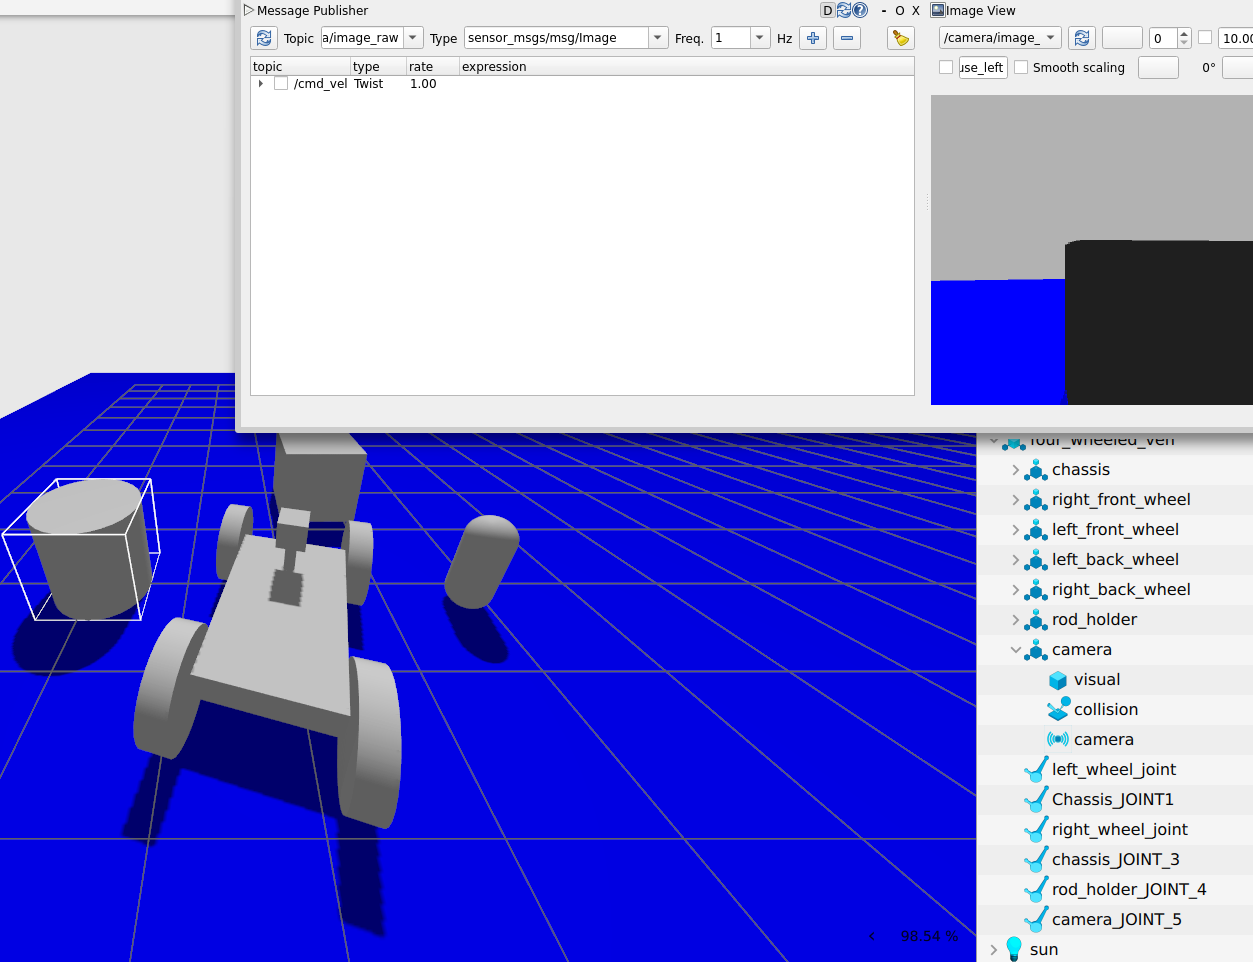 Message Publisher
D
- O X
Image View
Topic a/image_raw Type sensor_msgs/msg/Image Freq. 1 Hz
/camera/image_ 0 10.00
use_left Smooth scaling 0°
topic type rate expression
/cmd_vel Twist 1.00
four_wheeled_veh
chassis
right_front_wheel
left_front_wheel
left_back_wheel
right_back_wheel
rod_holder
camera
visual
collision
camera
left_wheel_joint
Chassis_JOINT1
right_wheel_joint
chassis_JOINT_3
rod_holder_JOINT_4
camera_JOINT_5
sun
98.54 %